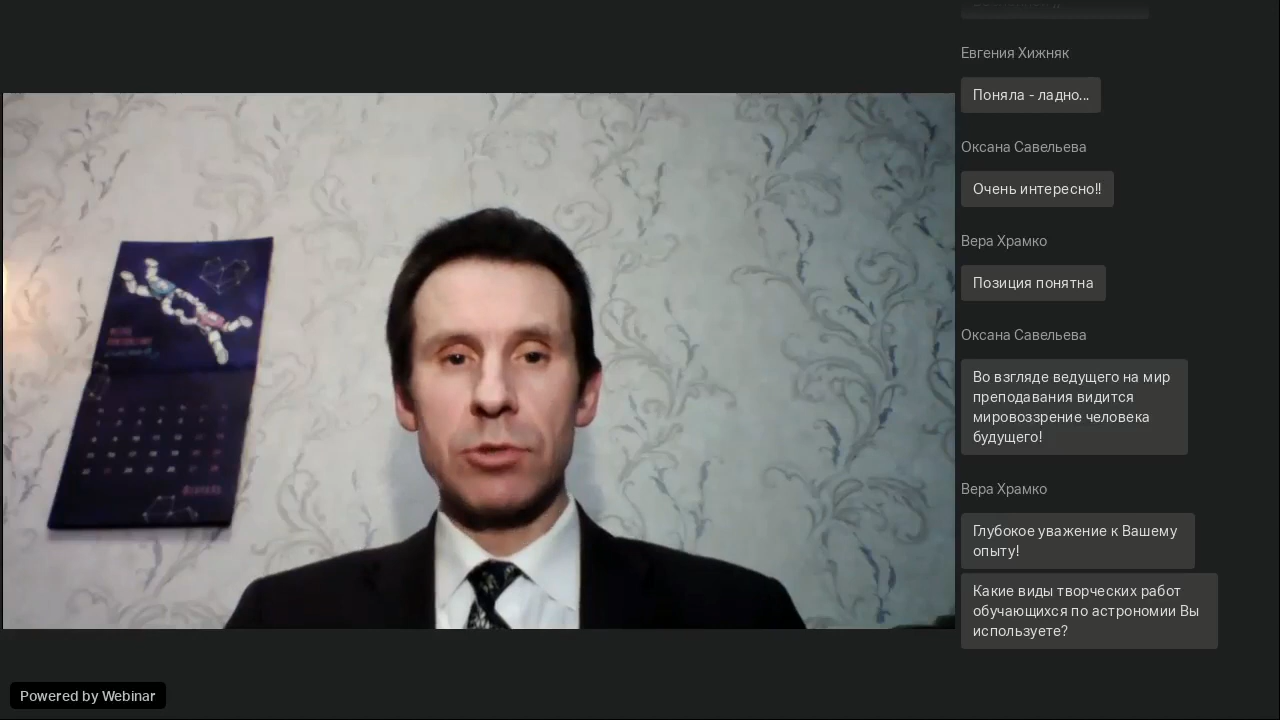 Евгения Хижняк
Поняла - ладно...
Оксана Савельева
Очень интересно!!
Вера Храмко
Позиция понятна
Оксана Савельева
Во взгляде ведущего на мир
преподавания видится
мировоззрение человека
будущего!
Вера Храмко
Глубокое уважение к Вашему
опыту!
Какие виды творческих работ
обучающихся по астрономии Вы
используете?
Powered by Webinar